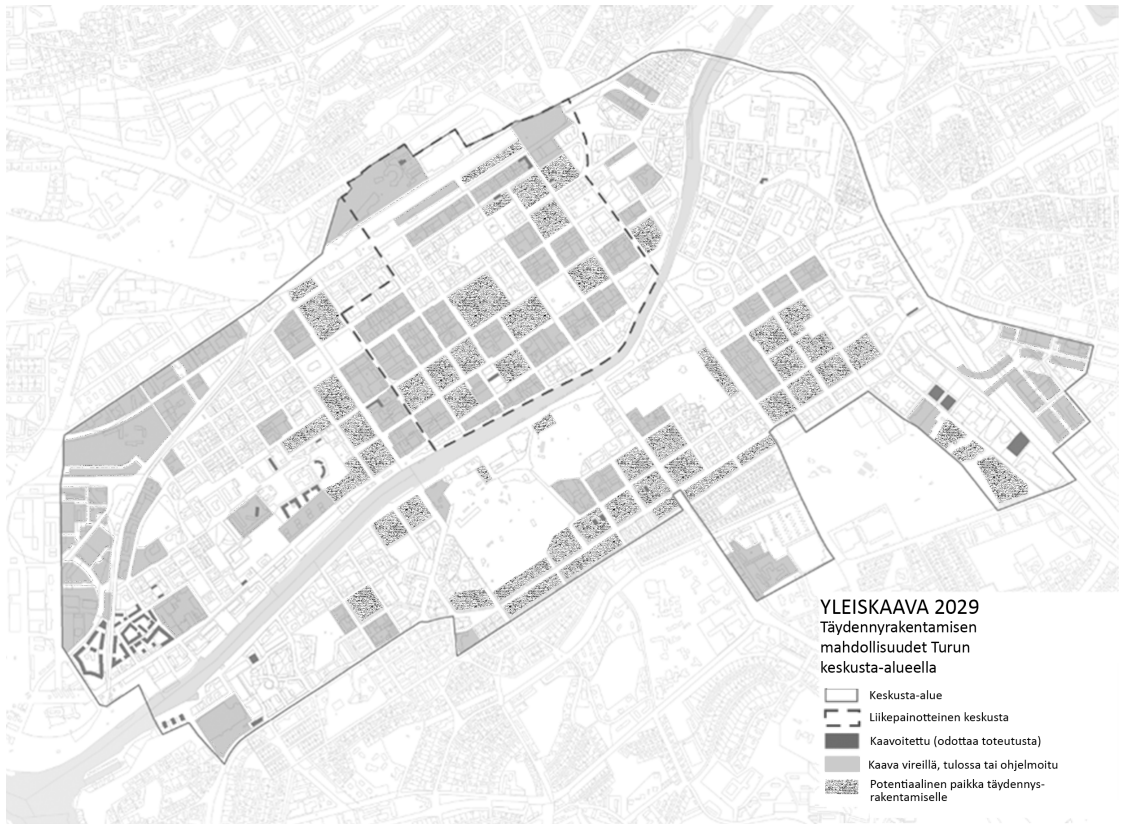 YLEISKAAVA 2029
Täydennyrakentamisen
mahdollisuudet Turun
keskusta-alueella
Keskusta-alue
Liikepainotteinen keskusta
Kaavoitettu (odottaa toteutusta)
Kaava vireillä, tulossa tai ohjelmoitu
Potentiaalinen paikka täydennys-
rakentamiselle